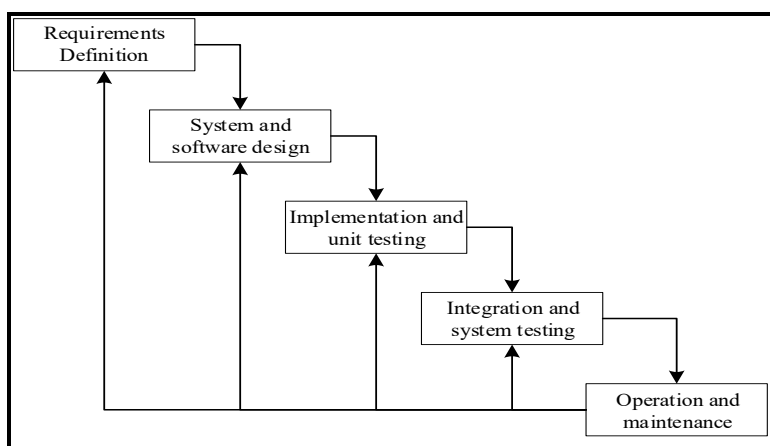 Requirements
Definition
System and
software design
Implementation and
unit testing
Integration and
system testing
Operation and
maintenance